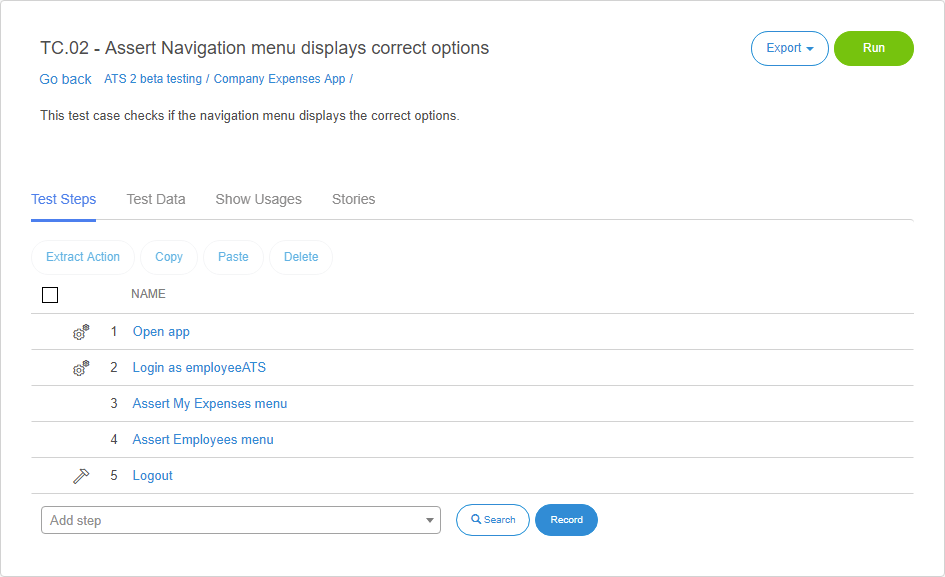 TC.02 - Assert Navigation menu displays correct options
Export
Run
Go back ATS 2 beta testing / Company Expenses App /
This test case checks if the navigation menu displays the correct options.
Test Steps Test Data Show Usages Stories
Extract Action Copy Paste Delete
NAME
1 Open app
2 Login as employeeATS
3 Assert My Expenses menu
4 Assert Employees menu
5 Logout
Add step Search Record